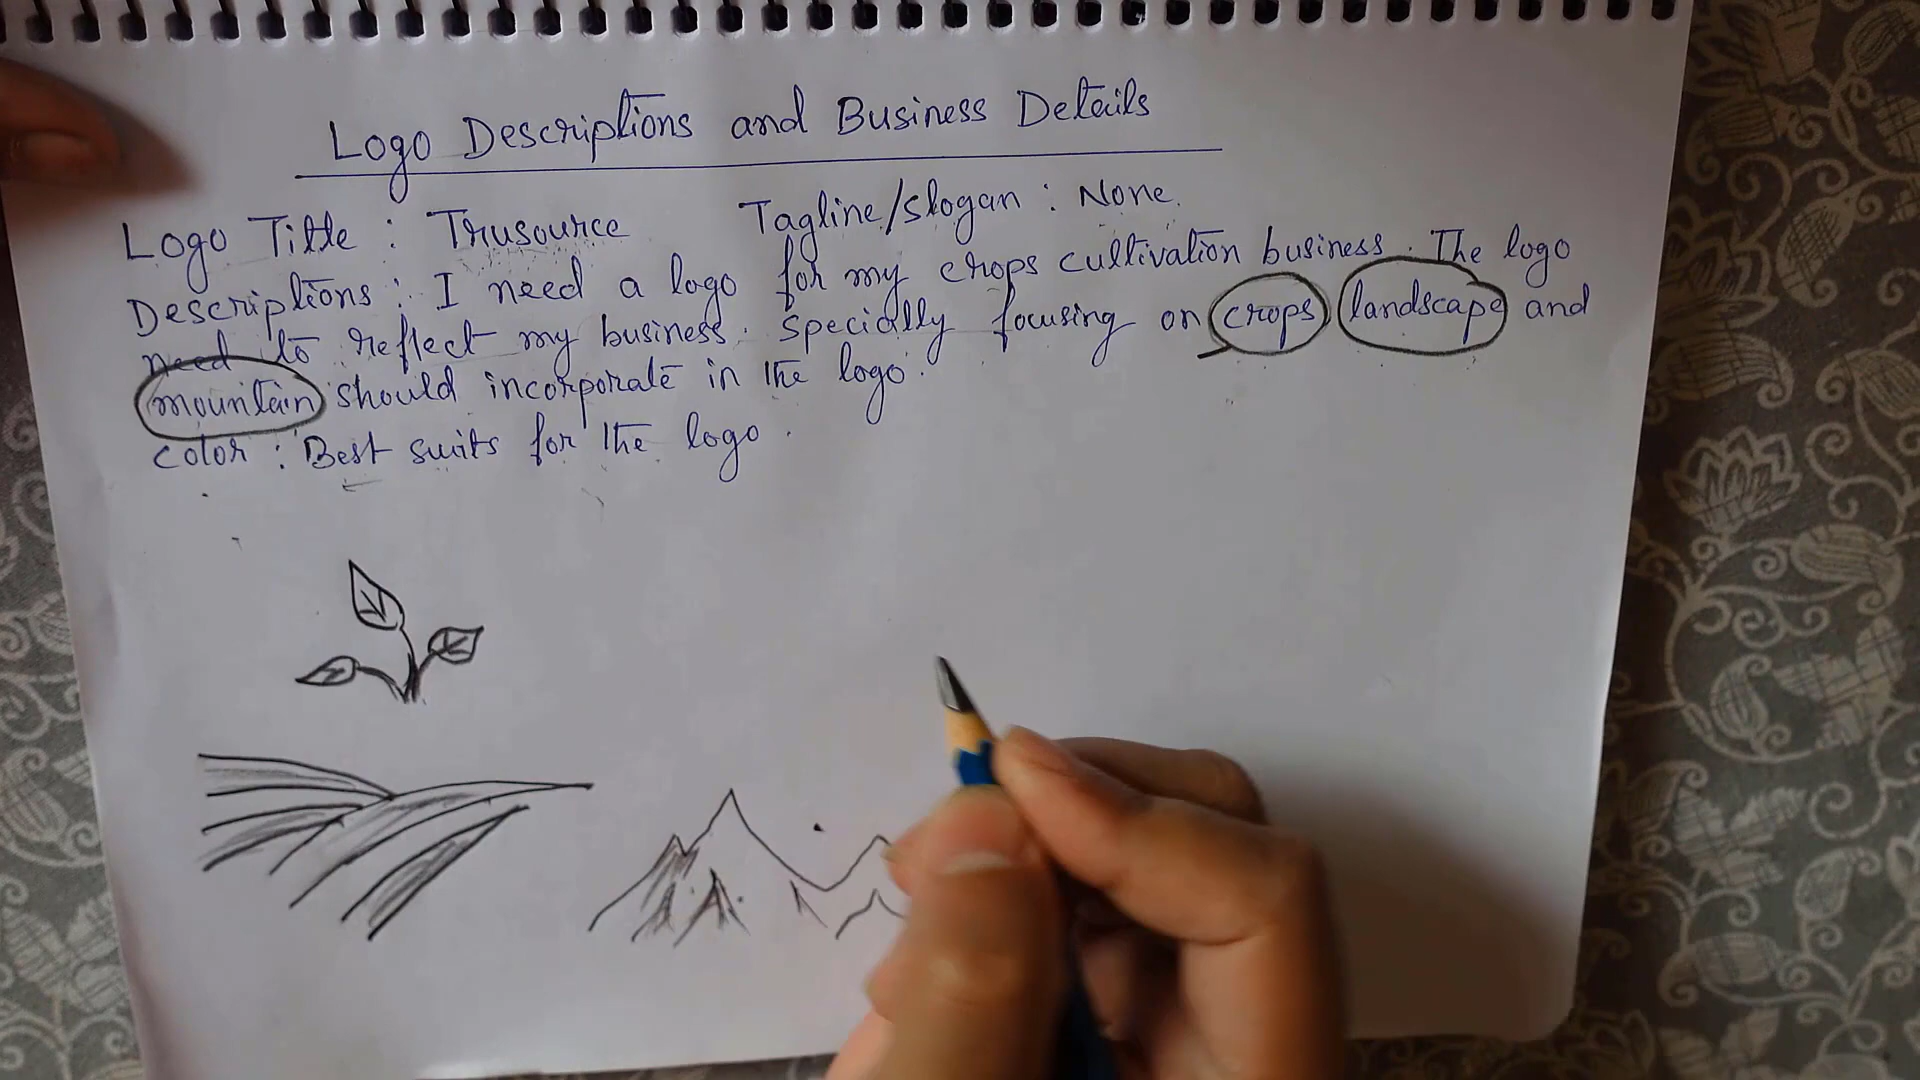 Logo Descriptions and Business Details
Logo Title : Trusource Tagline/slogan : None.
Descriptions : I need a logo for my crops cultivation business. The logo
need to reflect my business. specially focusing on crops landscape and
mountain should incorporate in the logo.
color : Best suits for the logo.